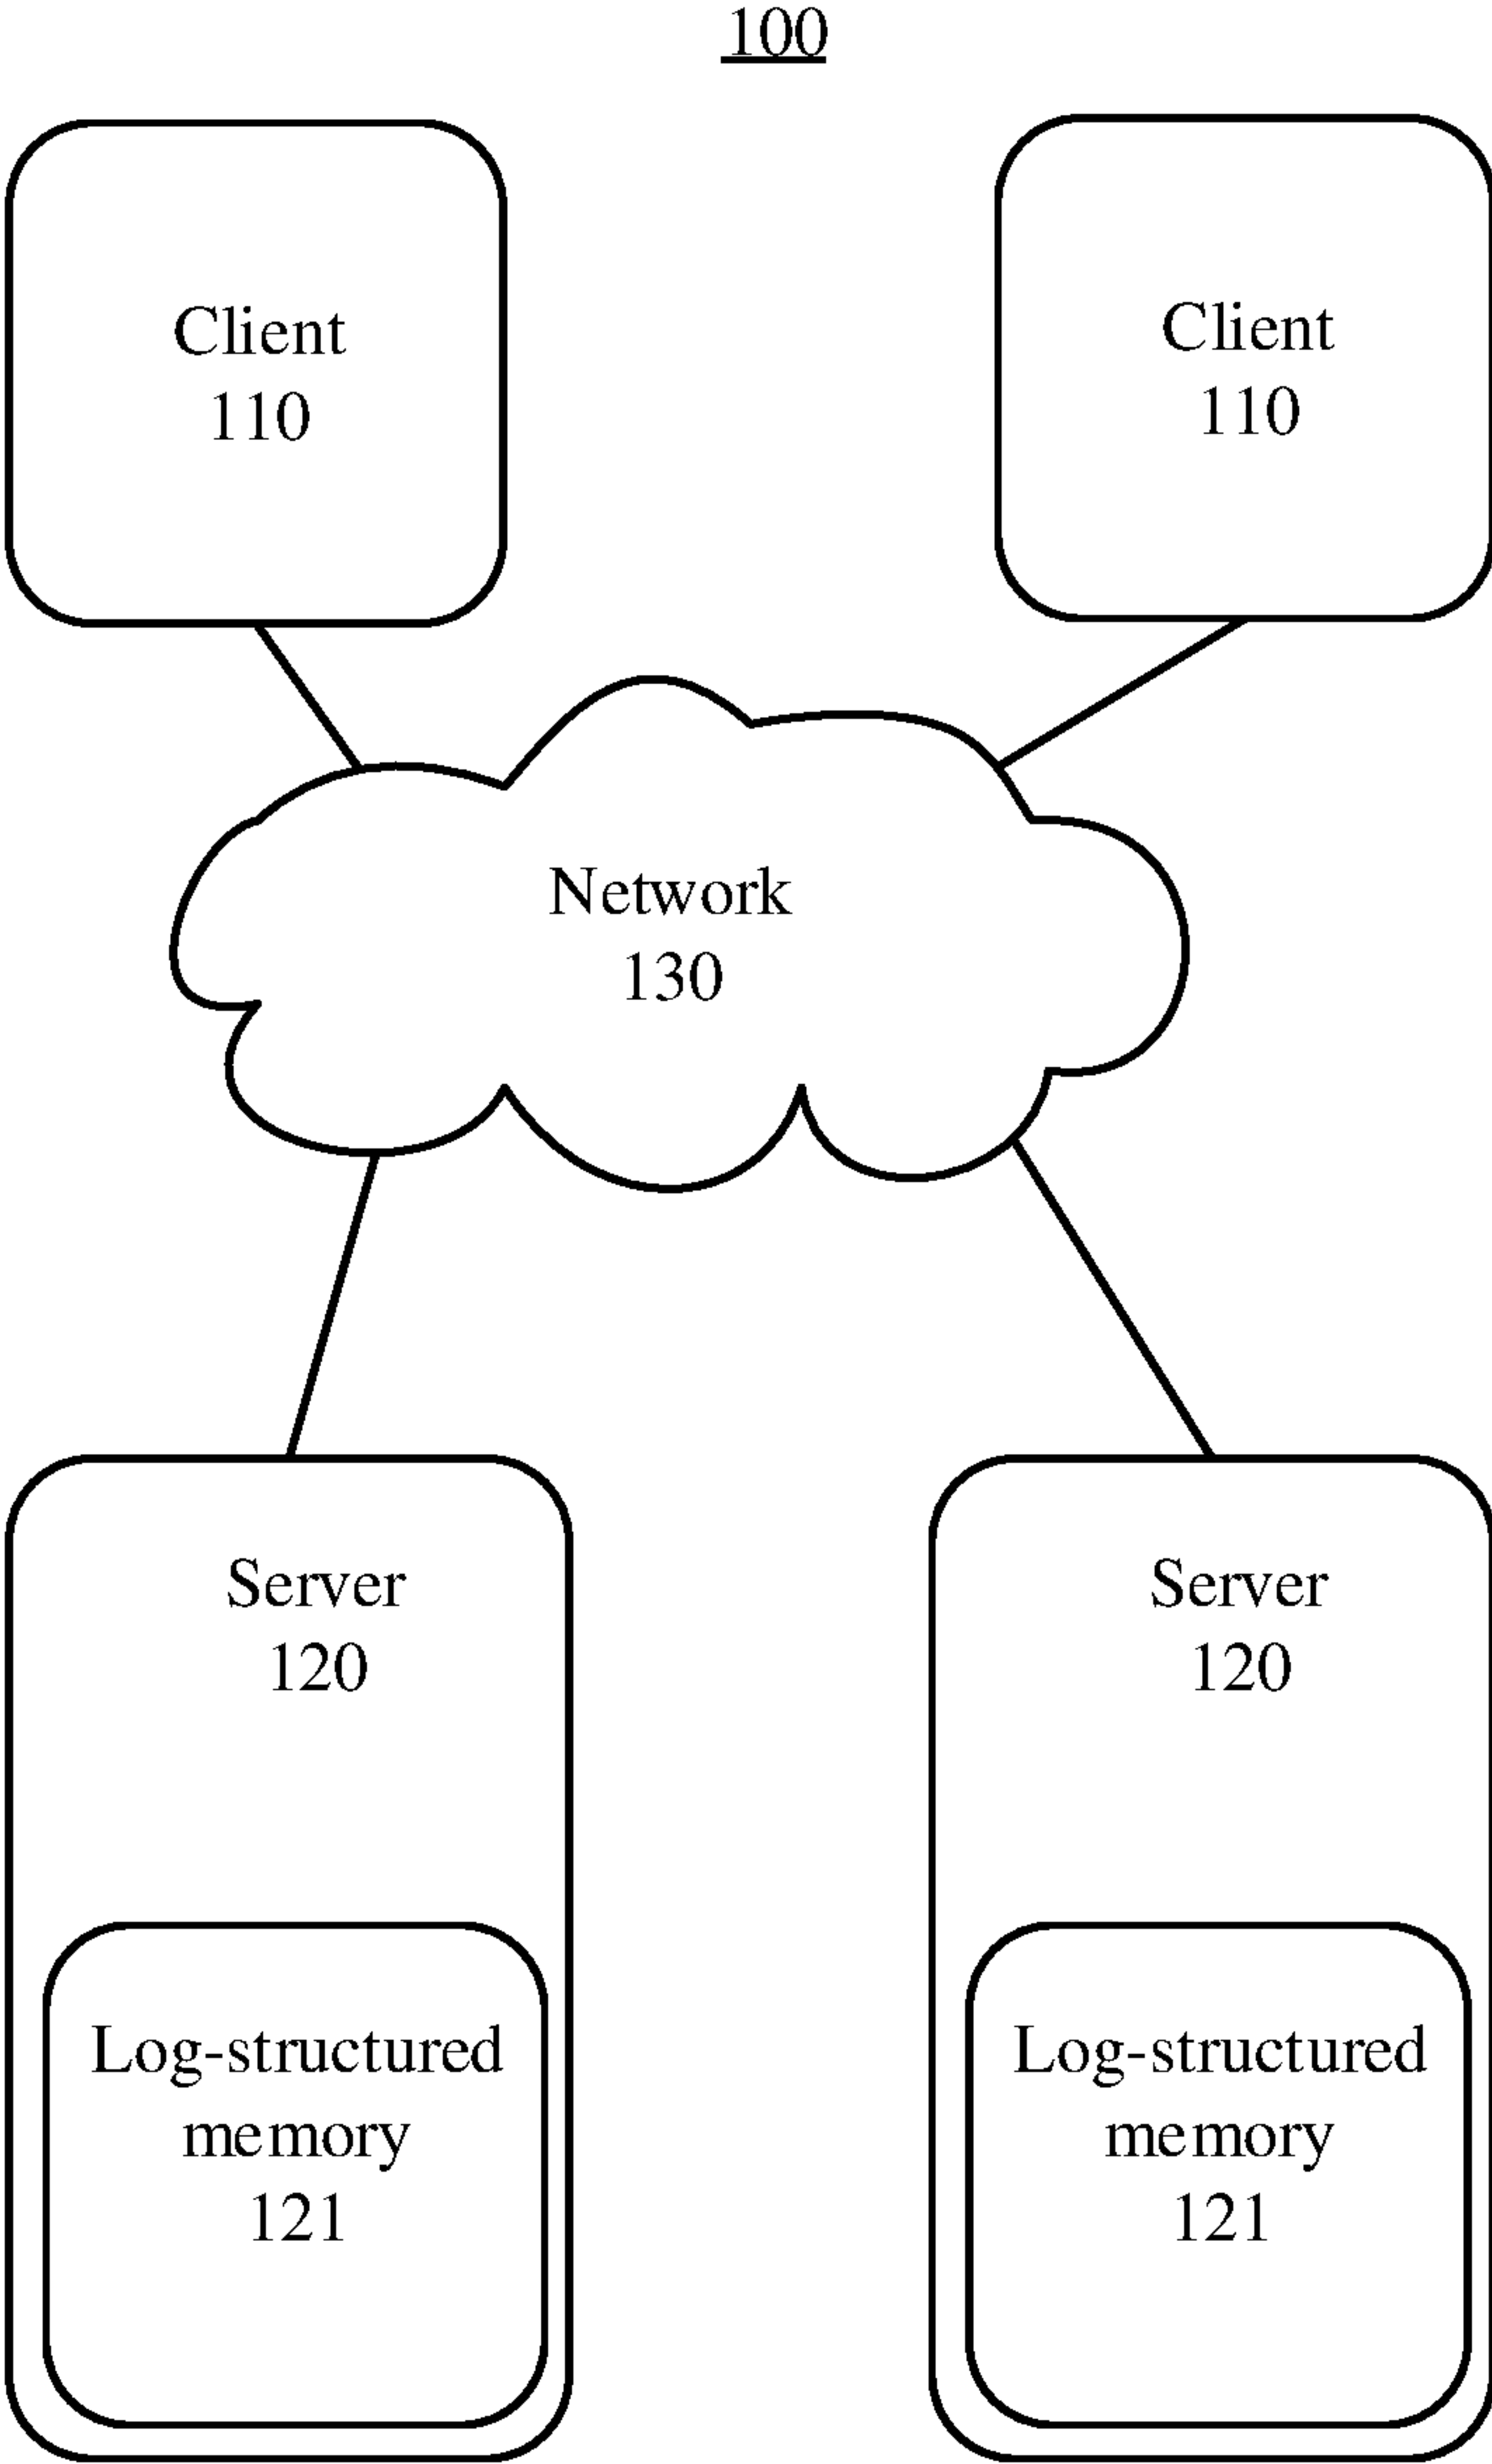 100
Client
110
Client
110
Network
130
Server
120
Log-structured
memory
121
Server
120
Log-structured
memory
121